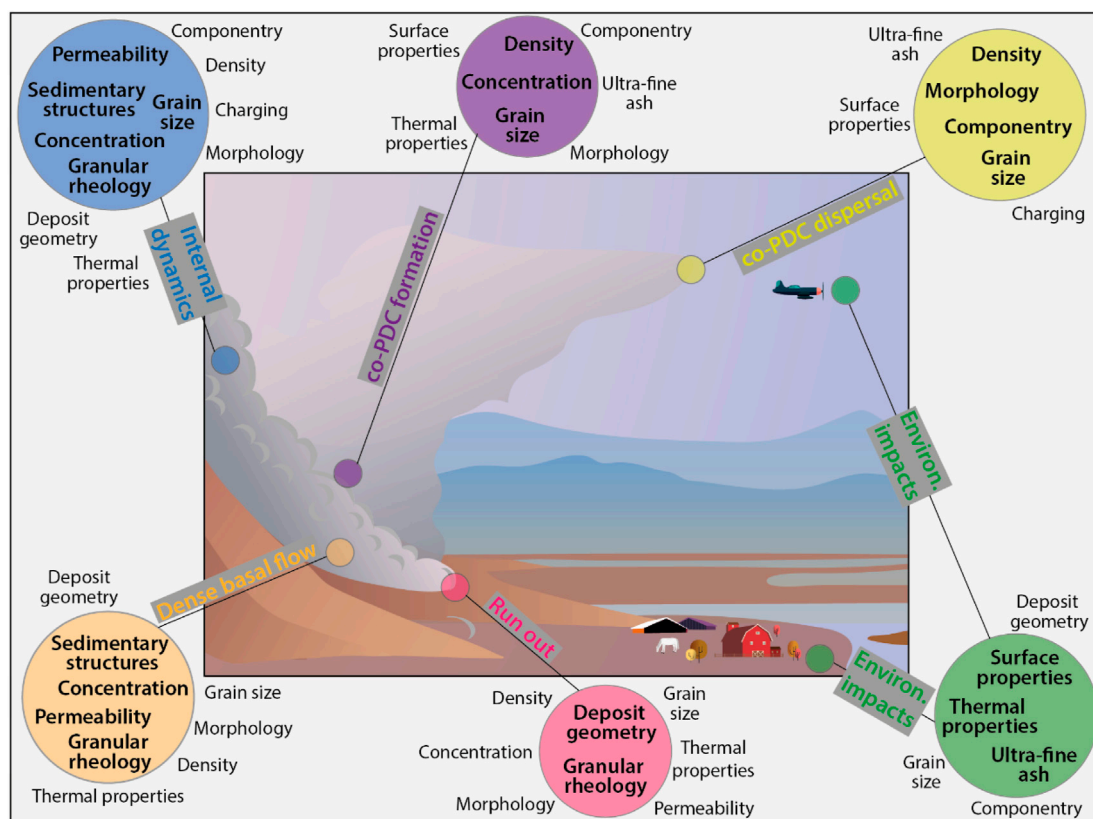 Componentry
Permeability
Density
Sedimentary
structures
Grain
size
Charging
Concentration
Granular
rheology
Morphology
Deposit
geometry
Thermal
properties
Internal
dynamics
Surface
properties
Density
Componentry
Concentration
Ultra-fine
ash
Grain
size
Thermal
properties
Morphology
co-PDC formation
Ultra-fine
ash
Density
Morphology
Surface
properties
Componentry
Grain
size
Charging
co-PDC dispersal
Environ.
impacts
Deposit
geometry
Dense basal flow
Sedimentary
structures
Concentration
Permeability
Granular
rheology
Grain size
Morphology
Density
Thermal properties
Run out
Density
Grain
size
Deposit
geometry
Concentration
Thermal
properties
Granular
rheology
Morphology
Permeability
Environ.
impacts
Deposit
geometry
Surface
properties
Thermal
properties
Ultra-fine
ash
Grain
size
Componentry